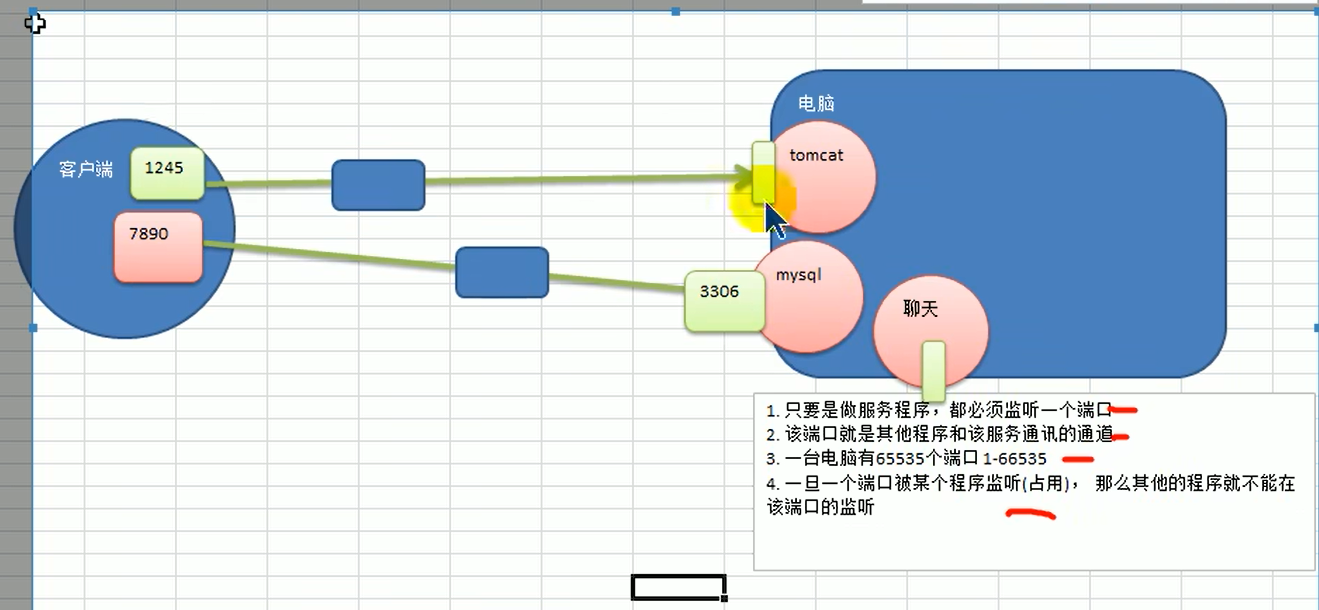 电脑
tomcat
客户端
1245
7890
3306
mysql
聊天
1. 只要是做服务程序，都必须监听一个端口
2. 该端口就是其他程序和该服务通讯的通道
3. 一台电脑有65535个端口 1-66535
4. 一旦一个端口被某个程序监听(占用)， 那么其他的程序就不能在
该端口的监听